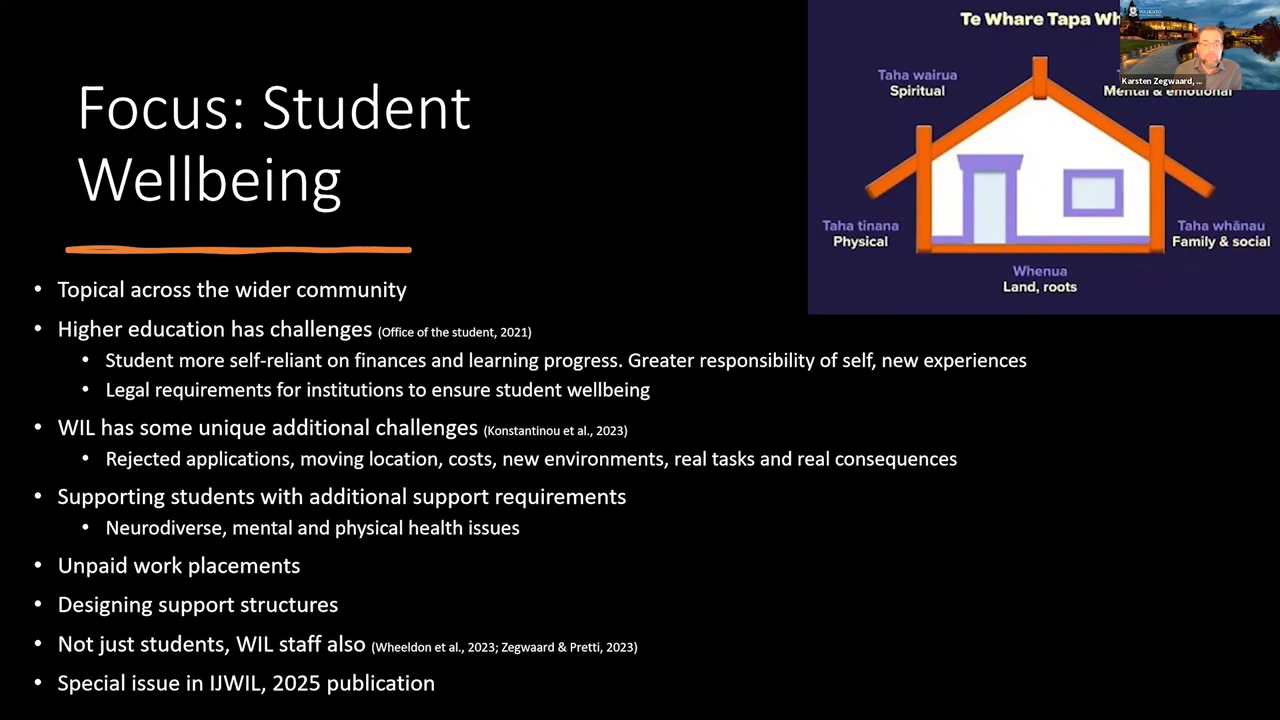 Focus: Student
Wellbeing
• Topical across the wider community
• Higher education has challenges (Office of the student, 2021)
• Student more self-reliant on finances and learning progress. Greater responsibility of self, new experiences
• Legal requirements for institutions to ensure student wellbeing
• WIL has some unique additional challenges (Konstantinou et al., 2023)
• Rejected applications, moving location, costs, new environments, real tasks and real consequences
• Supporting students with additional support requirements
• Neurodiverse, mental and physical health issues
• Unpaid work placements
• Designing support structures
• Not just students, WIL staff also (Wheeldon et al., 2023; Zegwaard & Pretti, 2023)
• Special issue in IJWIL, 2025 publication
Te Whare Tapa Wh
Taha wairua
Spiritual
Mental & emotional
Taha tinana
Physical
Taha whānau
Family & social
Whenua
Land, roots
WAIKATO
Karsten Zegwaard, ...